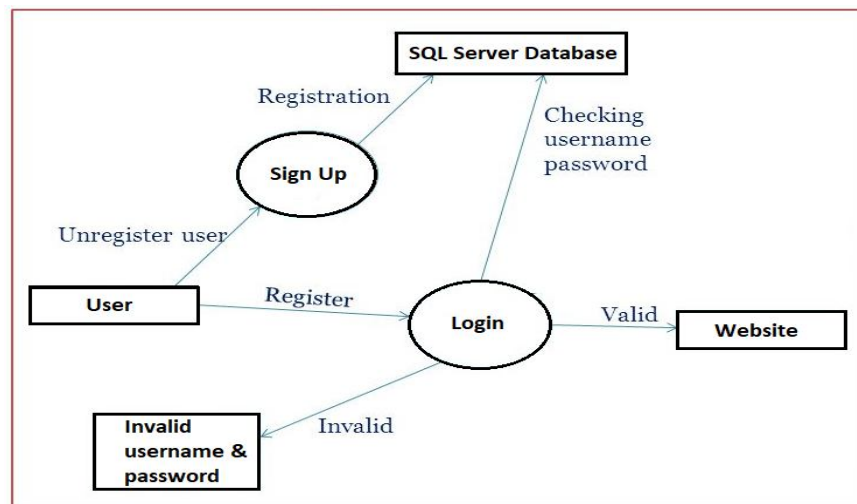 SQL Server Database
Registration
Checking
username
password
Sign Up
Unregister user
User
Register
Login
Valid
Website
Invalid
Invalid
username &
password